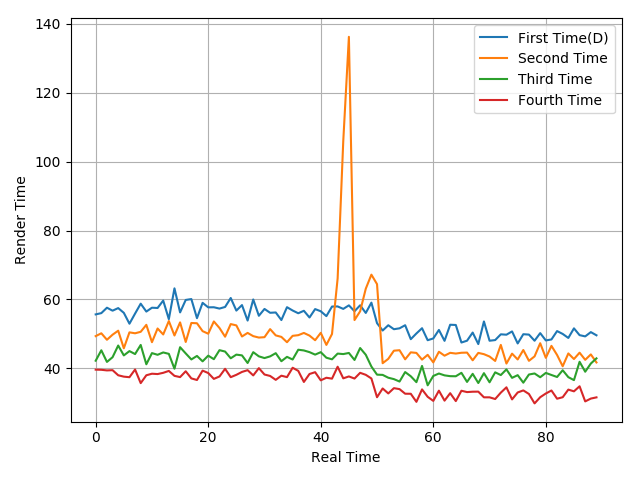 140
120
100
80
60
40
0
20
40
60
80
Render Time
Real Time
First Time(D)
Second Time
Third Time
Fourth Time